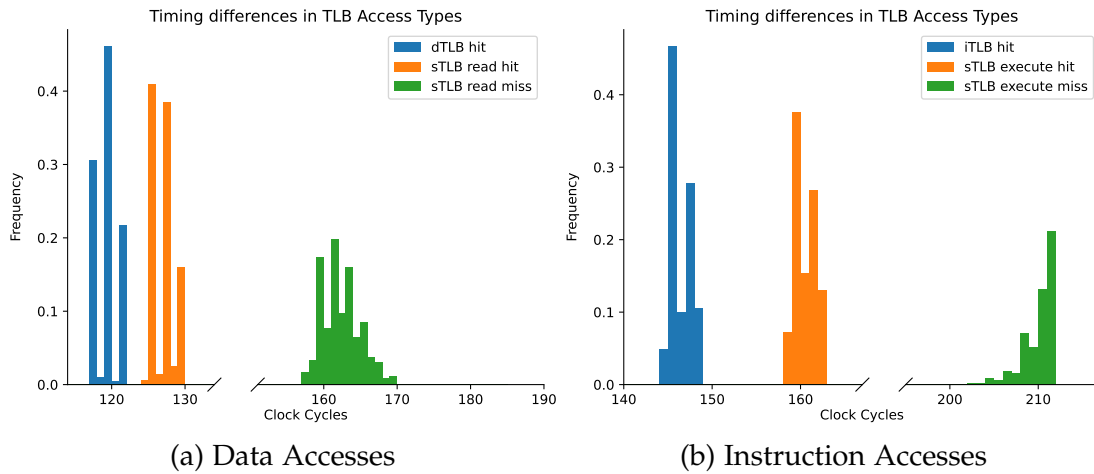 Timing differences in TLB Access Types
dTLB hit
sTLB read hit
sTLB read miss
Frequency
0.4
0.3
0.2
0.1
0.0
120
130
160
170
180
190
Clock Cycles
(a) Data Accesses
Timing differences in TLB Access Types
iTLB hit
sTLB execute hit
sTLB execute miss
Frequency
0.4
0.3
0.2
0.1
0.0
140
150
160
200
210
Clock Cycles
(b) Instruction Accesses